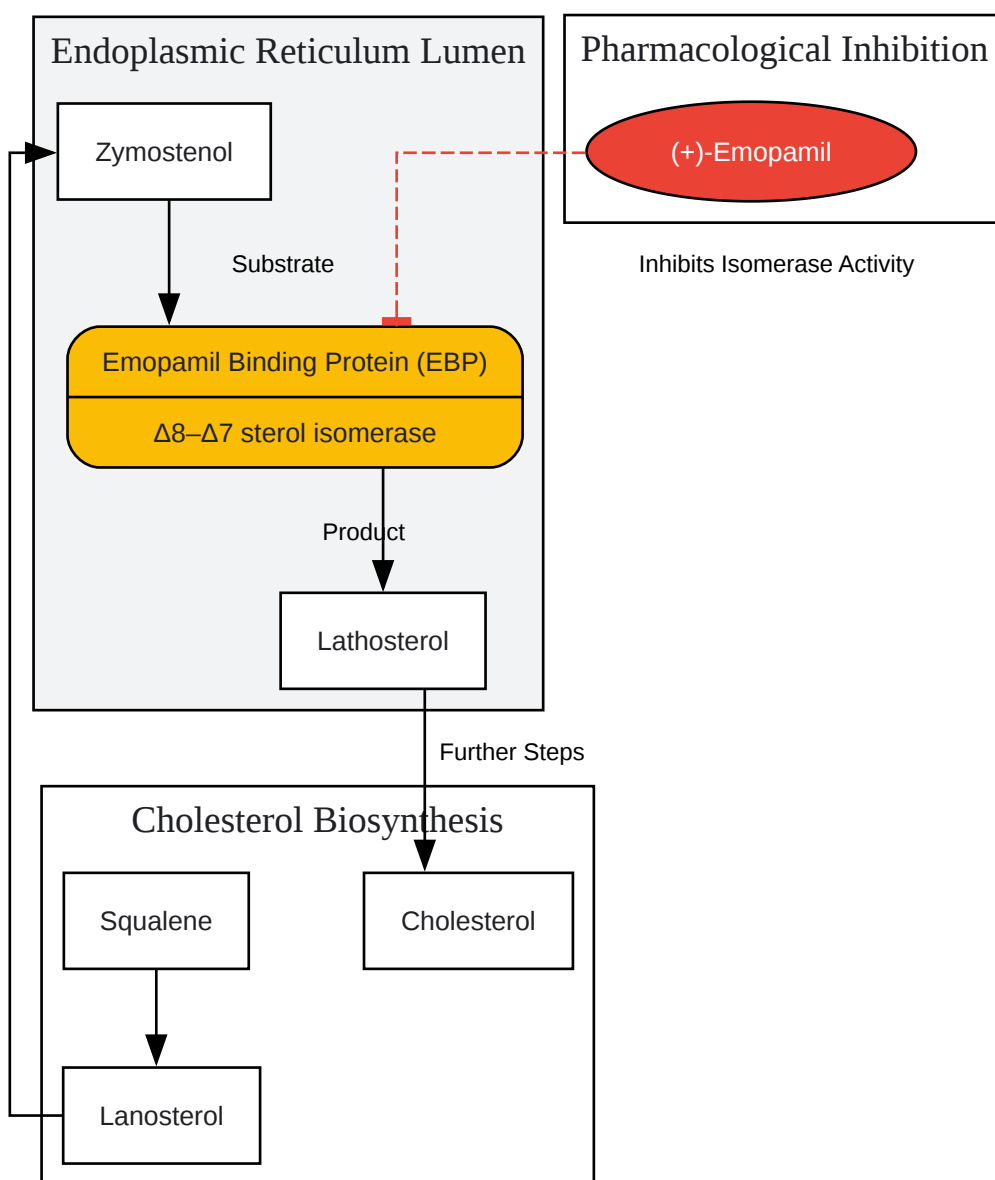 Endoplasmic Reticulum Lumen
Pharmacological Inhibition
Zymostenol
(+)-Emopamil
Substrate
Inhibits Isomerase Activity
Emopamil Binding Protein (EBP)
Δ8–Δ7 sterol isomerase
Product
Lathosterol
Further Steps
Cholesterol Biosynthesis
Squalene
Cholesterol
Lanosterol